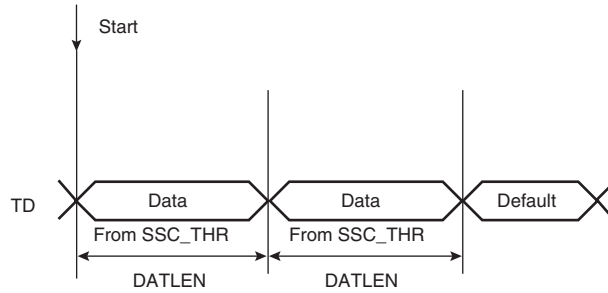 Start
TD
Data
Data
Default
From SSC_THR
From SSC_THR
DATLEN
DATLEN